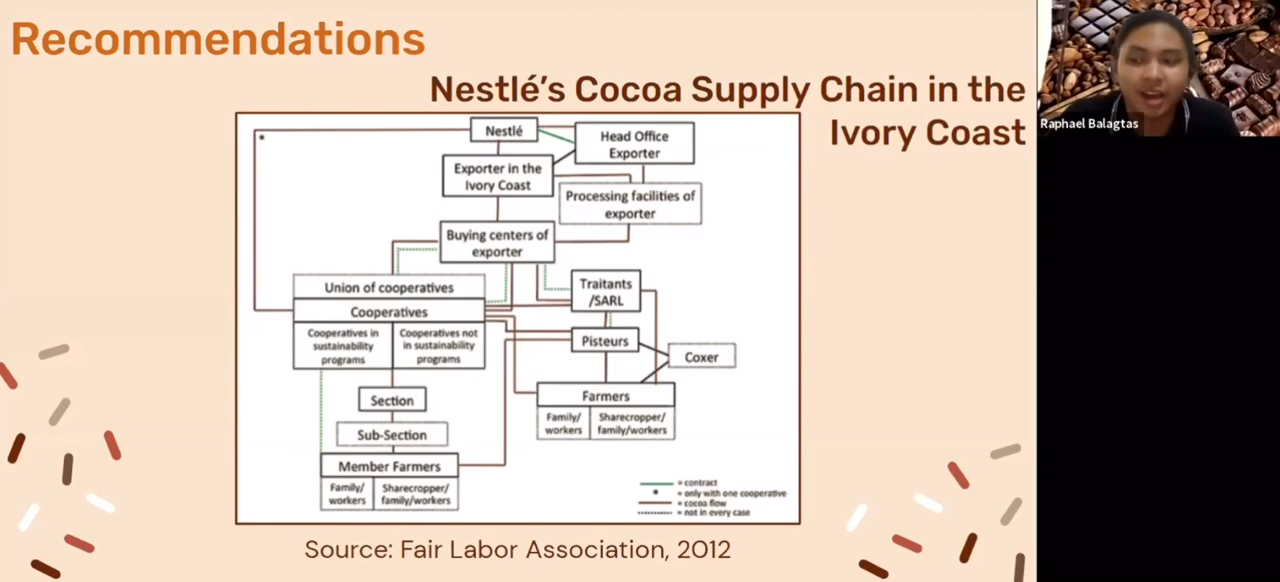 Recommendations
Nestlé's Cocoa Supply Chain in the
Ivory Coast
Raphael Balagtas
*
Nestlé
Head Office
Exporter
Exporter in the
Ivory Coast
Processing facilities of
exporter
Buying centers of
exporter
Union of cooperatives
Cooperatives
Cooperatives in
sustainability
programs
Cooperatives not
in sustainability
programs
Traitants
/SARL
Pisteurs
Coxer
Farmers
Family/
workers
Sharecropper/
family/workers
Section
Sub-Section
Member Farmers
Family/
workers
Sharecropper/
family/workers
= contract
* = only with one cooperative
= cocoa flow
= not in every case
Source: Fair Labor Association, 2012